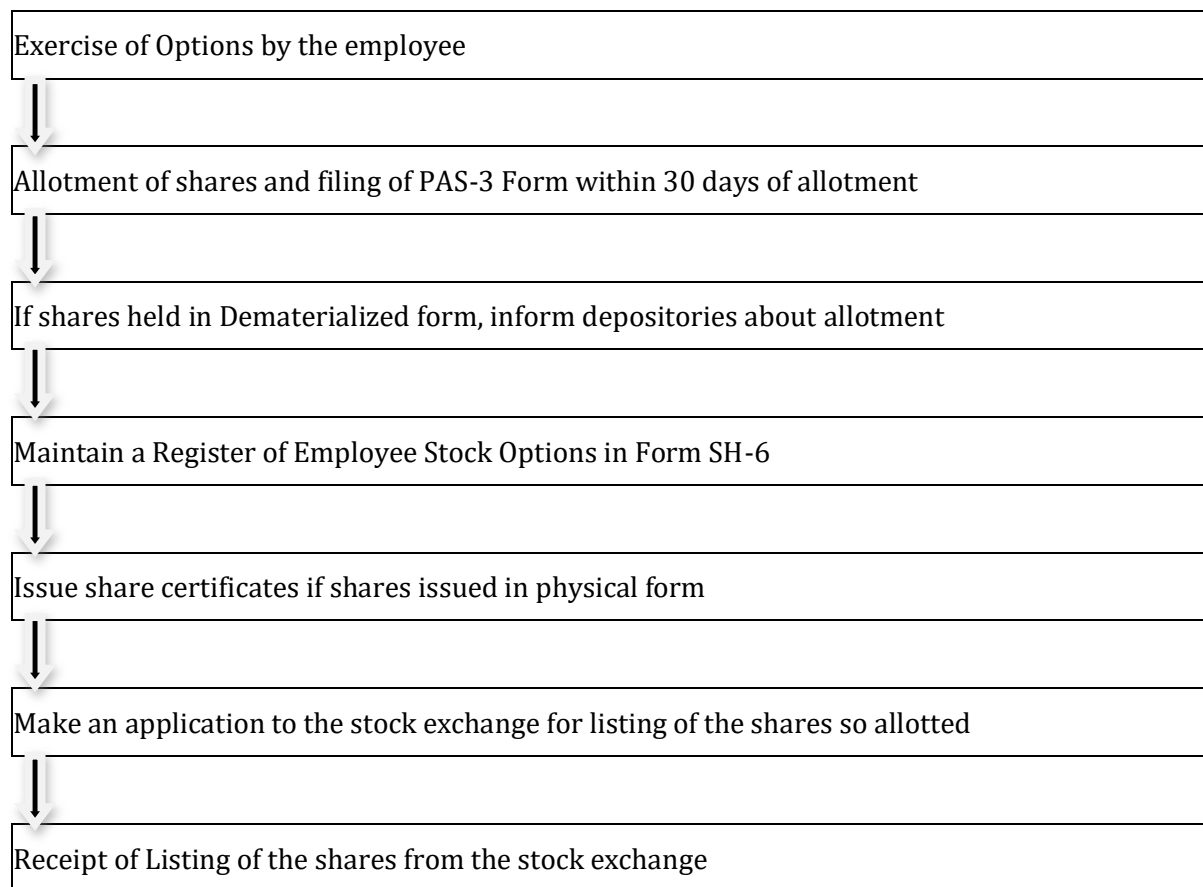 Exercise of Options by the employee
Allotment of shares and filing of PAS-3 Form within 30 days of allotment
If shares held in Dematerialized form, inform depositories about allotment
Maintain a Register of Employee Stock Options in Form SH-6
Issue share certificates if shares issued in physical form
Make an application to the stock exchange for listing of the shares so allotted
Receipt of Listing of the shares from the stock exchange